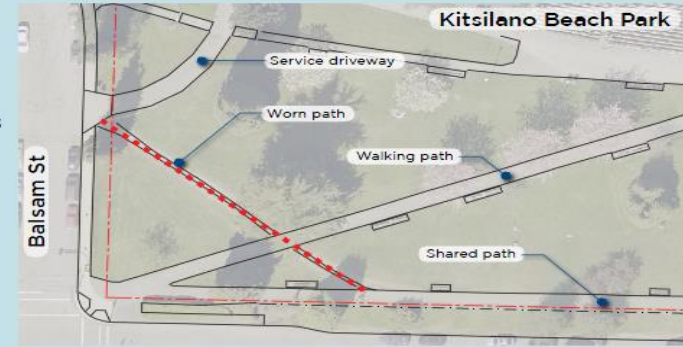 Kitsilano Beach Park
Service driveway
Worn path
Walking path
Shared path
Balsam St